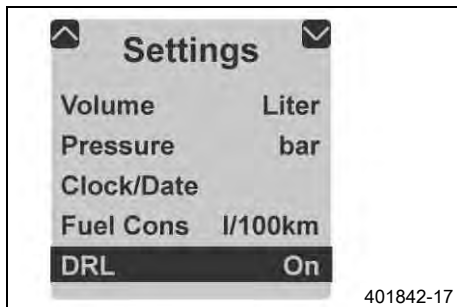 Settings
Volume Liter
Pressure bar
Clock/Date
Fuel Cons l/100km
DRL On
401842-17